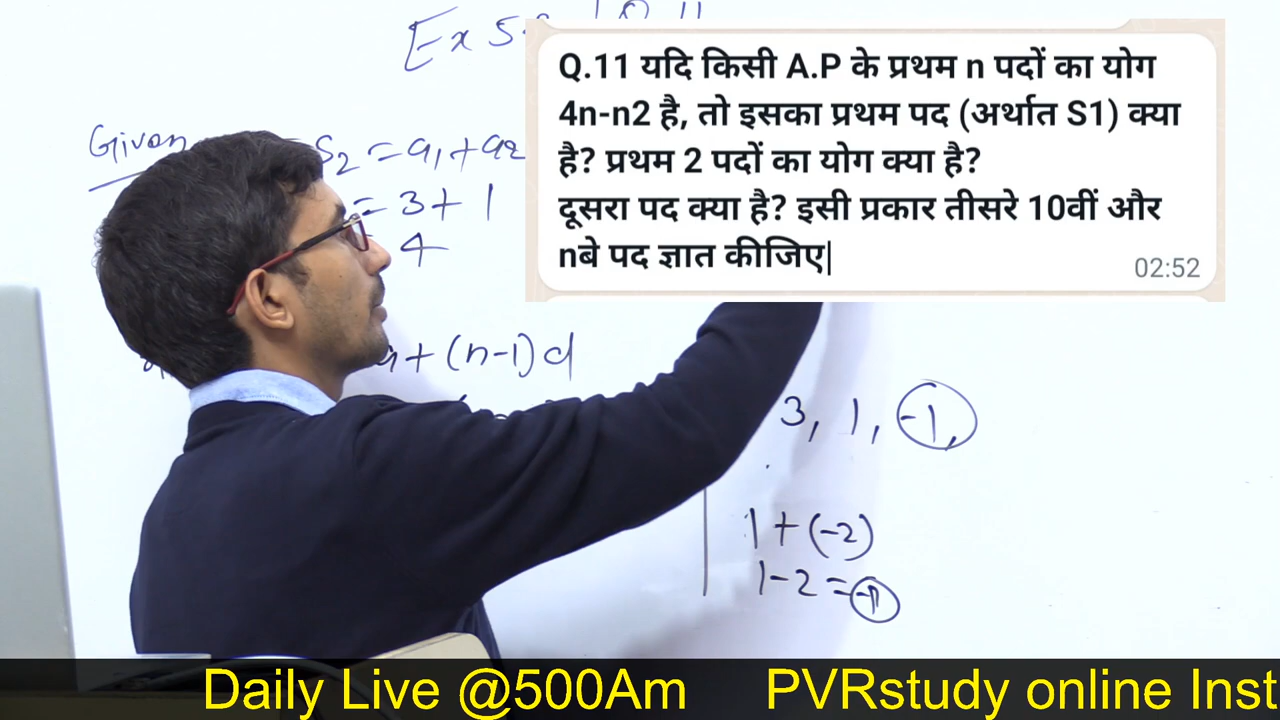 [Ex 5.
Q.11 यदि किसी A.P के प्रथम n पदों का योग
4n-n2 है, तो इसका प्रथम पद (अर्थात S1) क्या
है? प्रथम 2 पदों का योग क्या है?
दूसरा पद क्या है? इसी प्रकार तीसरे 10वीं और
nबे पद ज्ञात कीजिए|
02:52
Given
S2 = a1 + a2
= 3 + 1
4
+ (n-1) d
3, 1, -1,
1 + (-2)
1 - 2 = -1
Daily Live @500Am PVRstudy online Inst